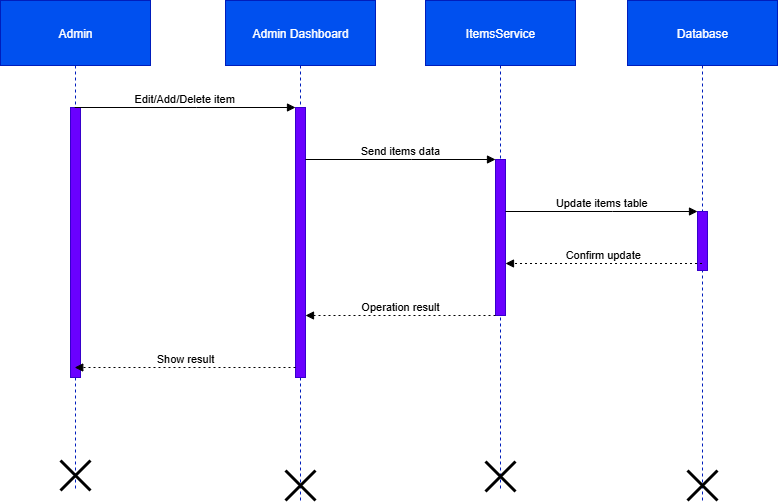 Admin
Admin Dashboard
ItemsService
Database
Edit/Add/Delete item
Send items data
Update items table
Confirm update
Operation result
Show result